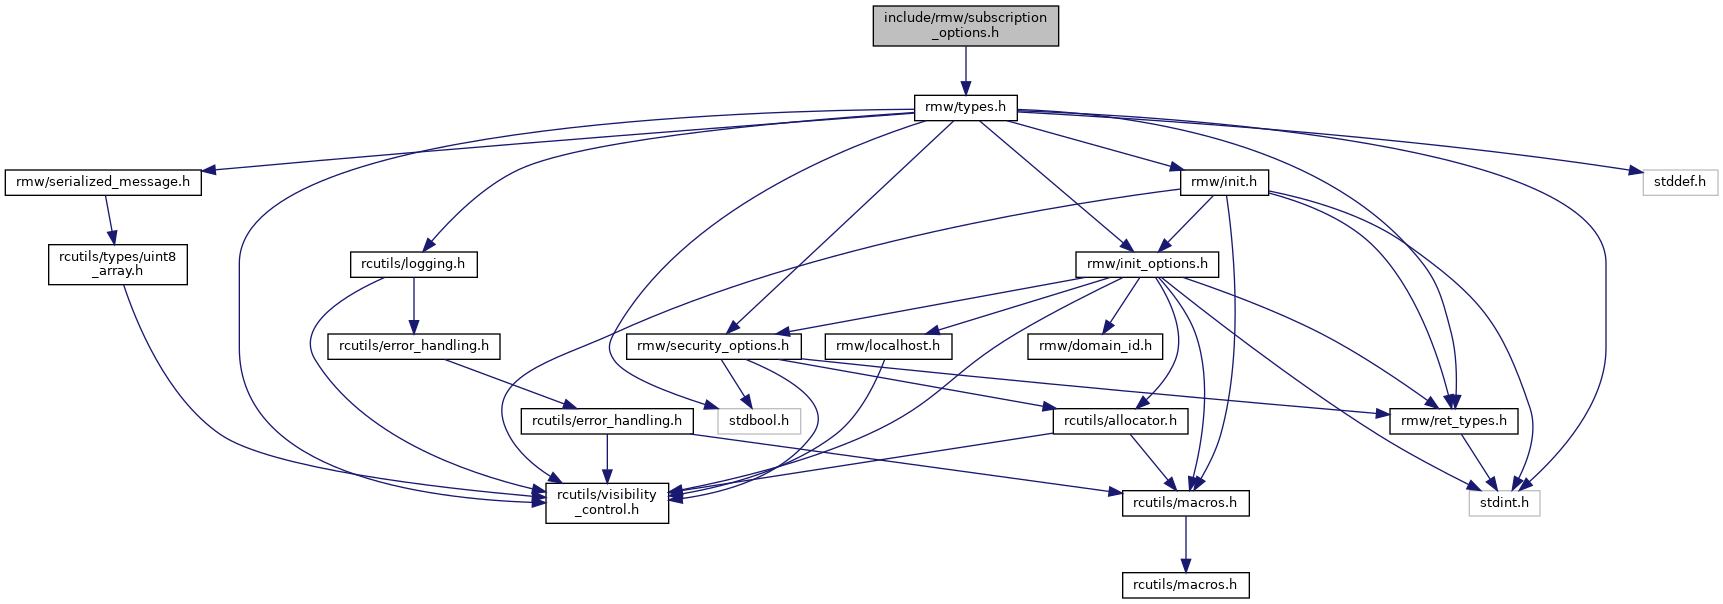 include/rmw/subscription
_options.h
rmw/types.h
rmw/serialized_message.h
rmw/init.h
stddef.h
rcutils/types/uint8
_array.h
rcutils/logging.h
rmw/init_options.h
rcutils/error_handling.h
rmw/security_options.h
rmw/localhost.h
rmw/domain_id.h
rcutils/error_handling.h
stdbool.h
rcutils/allocator.h
rmw/ret_types.h
rcutils/visibility
_control.h
rcutils/macros.h
stdint.h
rcutils/macros.h